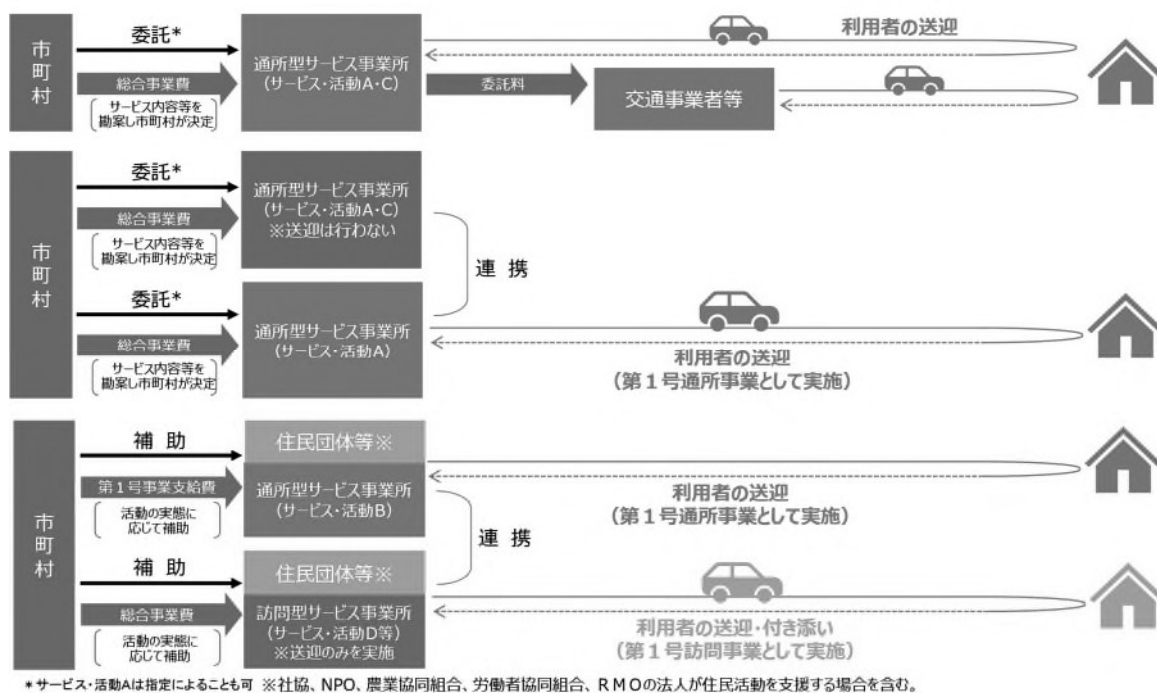 市町村
委託*
総合事業費
サービス内容等を
勘案し市町村が決定
通所型サービス事業所
(サービス・活動A・C)
委託料
交通事業者等
利用者の送迎
市町村
委託*
総合事業費
サービス内容等を
勘案し市町村が決定
通所型サービス事業所
(サービス・活動A・C)
※送迎は行わない
連 携
委託*
総合事業費
サービス内容等を
勘案し市町村が決定
通所型サービス事業所
(サービス・活動A)
利用者の送迎
(第1号通所事業として実施)
市町村
補 助
第1号事業支給費
活動の実態に
応じて補助
住民団体等※
通所型サービス事業所
(サービス・活動B)
利用者の送迎
(第1号通所事業として実施)
連 携
補 助
総合事業費
活動の実態に
応じて補助
住民団体等※
訪問型サービス事業所
(サービス・活動D等)
※送迎のみを実施
利用者の送迎・付き添い
(第1号訪問事業として実施)
*サービス・活動Aは指定によることも可 ※社協、NPO、農業協同組合、労働者協同組合、RMOの法人が住民活動を支援する場合を含む。